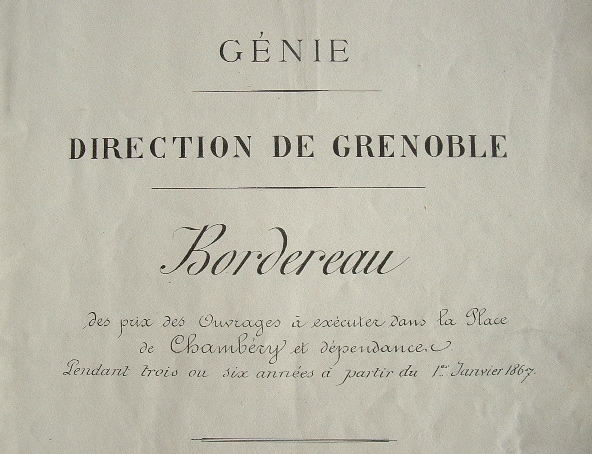 GÉNIE
DIRECTION DE GRENOBLE
Bordereau
des prix des Ouvrages à exécuter dans la Place
de Chambéry et dépendances
Pendant trois ou six années à partir du 1er Janvier 1867.